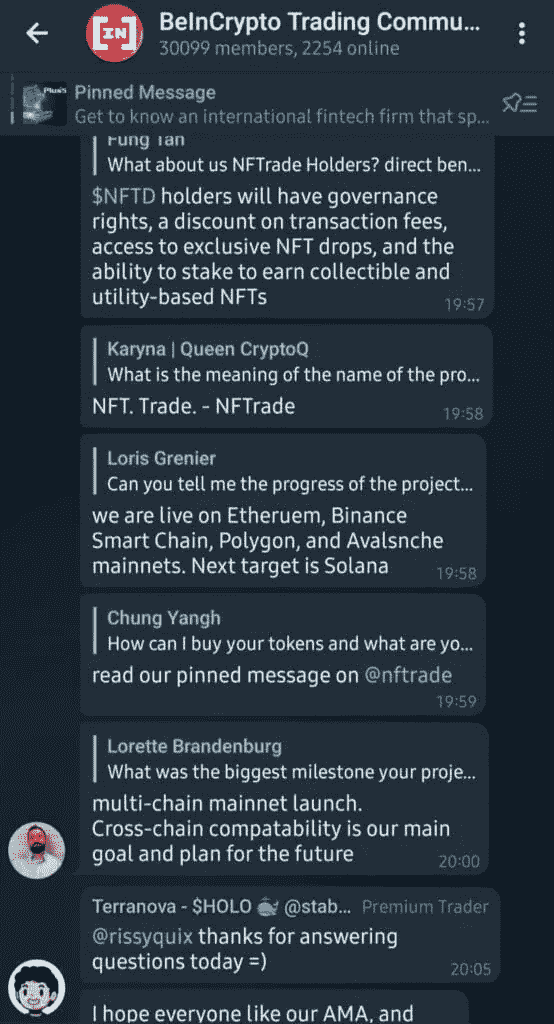 IN
BeInCrypto Trading Commu...
30099 members, 2254 online
Pinned Message
Get to know an international fintech firm that sp...
Fung Tan
What about us NFTrade Holders? direct ben...
$NFTD holders will have governance
rights, a discount on transaction fees,
access to exclusive NFT drops, and the
ability to stake to earn collectible and
utility-based NFTs
19:57
Karyna | Queen CryptoQ
What is the meaning of the name of the pro...
NFT. Trade. - NFTrade
19:58
Loris Grenier
Can you tell me the progress of the project...
we are live on Etheruem, Binance
Smart Chain, Polygon, and Avalsnche
mainnets. Next target is Solana
19:58
Chung Yangh
How can I buy your tokens and what are yo...
read our pinned message on @nftrade
19:59
Lorette Brandenburg
What was the biggest milestone your proje...
multi-chain mainnet launch.
Cross-chain compatability is our main
goal and plan for the future
20:00
Terranova - $HOLO 🐳 @stab... Premium Trader
@rissyquix thanks for answering
questions today =)
20:05
I hope everyone like our AMA, and